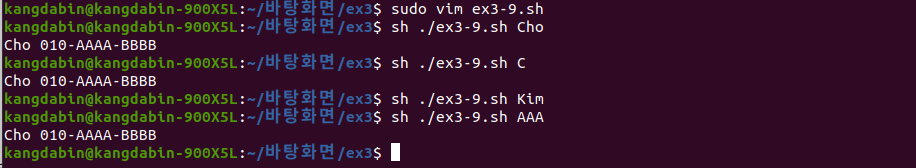 kangdabin@kangdabin-900X5L:~/바탕화면/ex3$ sudo vim ex3-9.sh
kangdabin@kangdabin-900X5L:~/바탕화면/ex3$ sh ./ex3-9.sh Cho
Cho 010-AAAA-BBBB
kangdabin@kangdabin-900X5L:~/바탕화면/ex3$ sh ./ex3-9.sh C
Cho 010-AAAA-BBBB
kangdabin@kangdabin-900X5L:~/바탕화면/ex3$ sh ./ex3-9.sh Kim
kangdabin@kangdabin-900X5L:~/바탕화면/ex3$ sh ./ex3-9.sh AAA
Cho 010-AAAA-BBBB
kangdabin@kangdabin-900X5L:~/바탕화면/ex3$